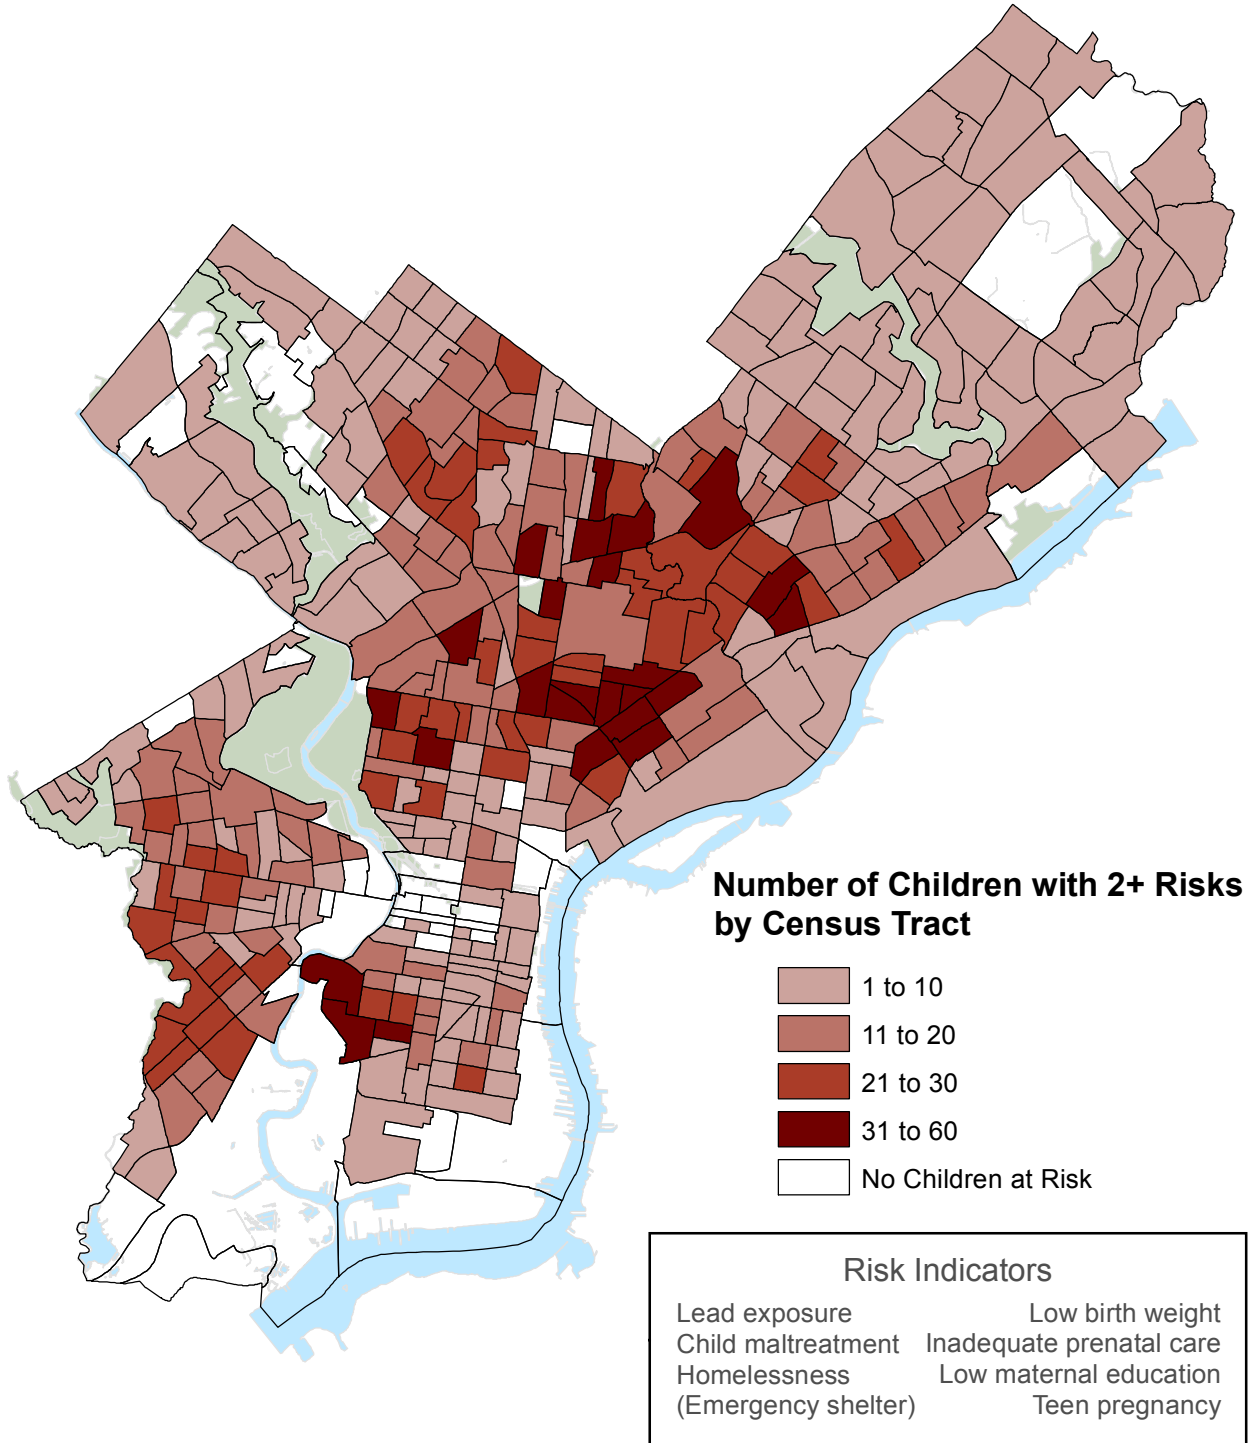 Number of Children with 2+ Risks
by Census Tract
1 to 10
11 to 20
21 to 30
31 to 60
No Children at Risk
Risk Indicators
Lead exposure Low birth weight
Child maltreatment Inadequate prenatal care
Homelessness Low maternal education
(Emergency shelter) Teen pregnancy